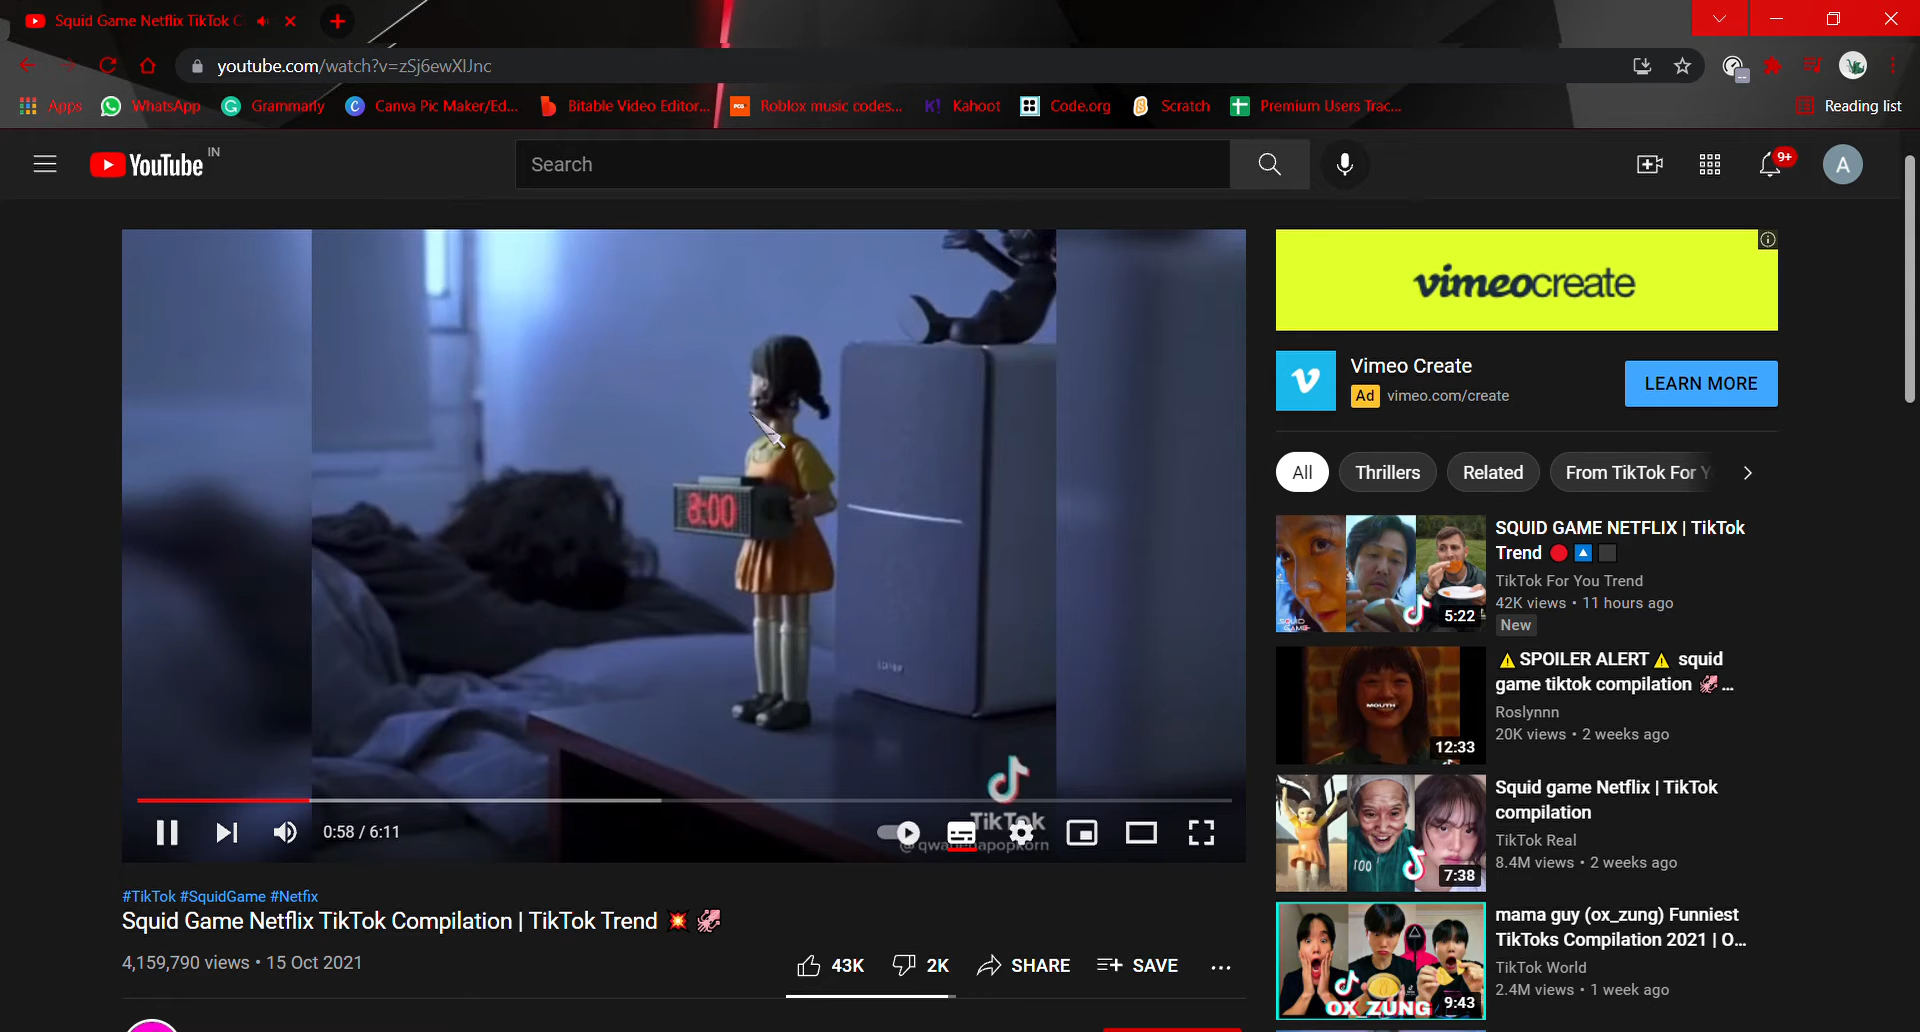 Squid Game Netflix TikTok C
youtube.com/watch?v=zSj6ewXIJnc
Apps
WhatsApp
Grammarly
Canva Pic Maker/Ed...
Bitable Video Editor...
Roblox music codes...
Kahoot
Code.org
Scratch
Premium Users Trac...
Reading list
YouTube IN
Search
9+
A
8:00
TikTok
0:58 / 6:11
#TikTok #SquidGame #Netfix
Squid Game Netflix TikTok Compilation | TikTok Trend 💥 🦑
4,159,790 views • 15 Oct 2021
43K
2K
SHARE
SAVE
vimeocreate
Vimeo Create
Ad vimeo.com/create
LEARN MORE
All
Thrillers
Related
From TikTok For Y
SQUID GAME
5:22
SQUID GAME NETFLIX | TikTok
Trend 🔴 🔼 ⬛
TikTok For You Trend
42K views • 11 hours ago
New
MOUTH
12:33
⚠️ SPOILER ALERT ⚠️ squid
game tiktok compilation 🦑 ...
Roslynnn
20K views • 2 weeks ago
100
7:38
Squid game Netflix | TikTok
compilation
TikTok Real
8.4M views • 2 weeks ago
OX_ZUNG
9:43
mama guy (ox_zung) Funniest
TikToks Compilation 2021 | O...
TikTok World
2.4M views • 1 week ago